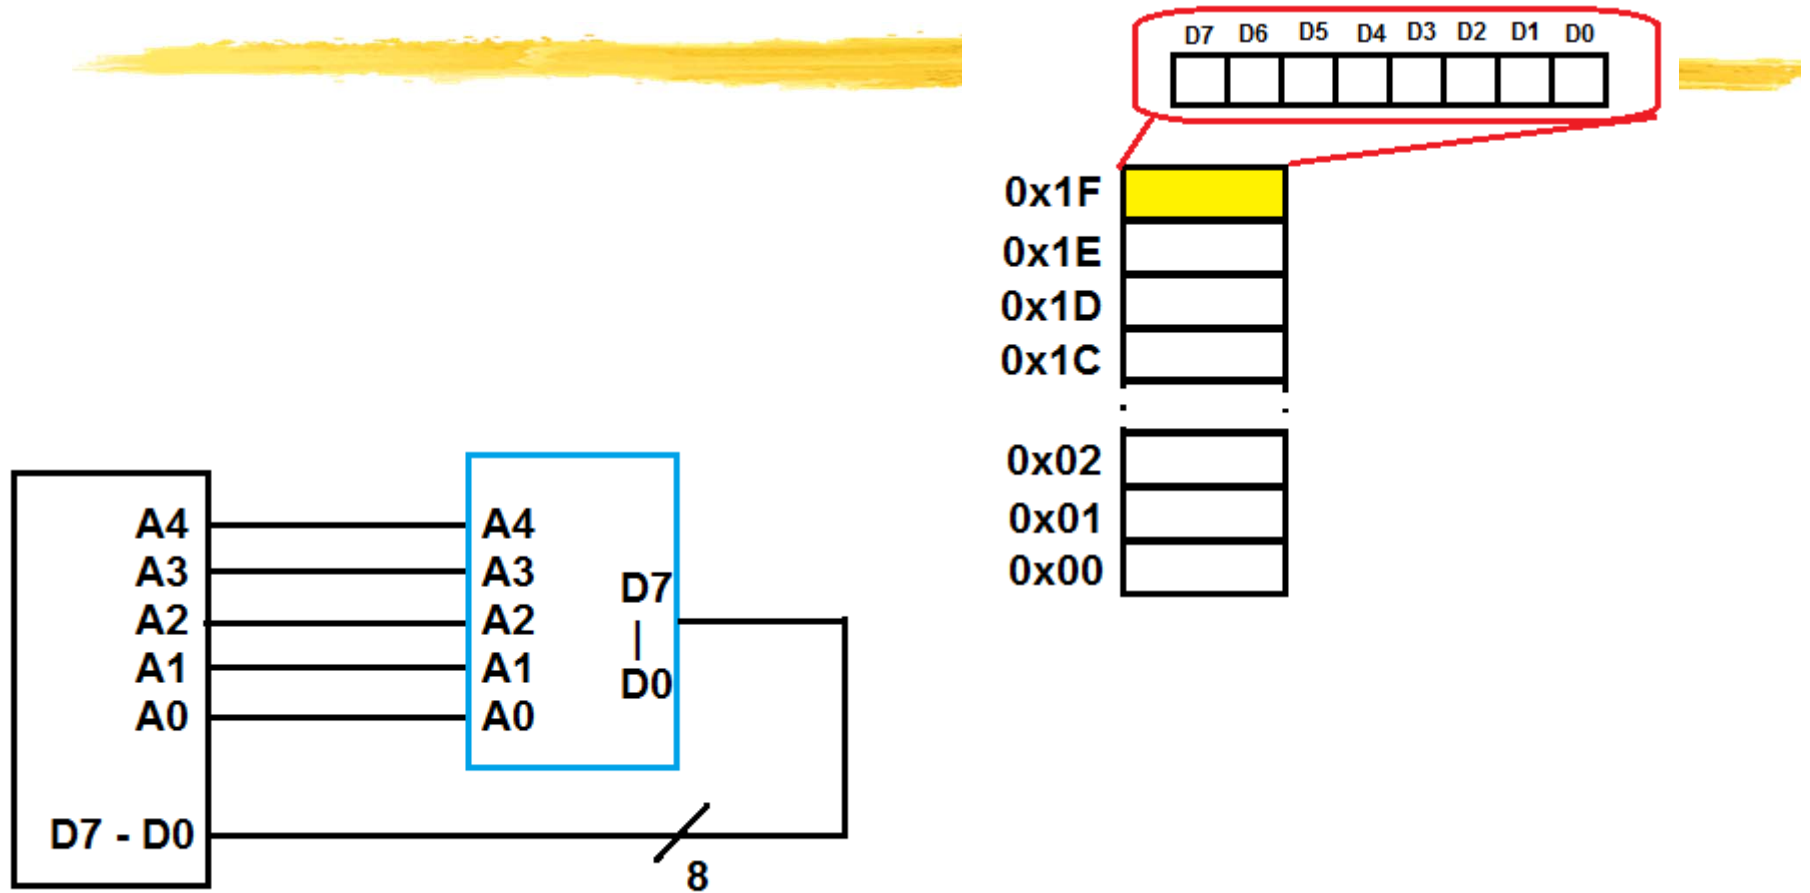 D7 D6 D5 D4 D3 D2 D1 D0
0x1F
0x1E
0x1D
0x1C
0x02
0x01
0x00
A4 A4
A3 A3
A2 A2
A1 A1
A0 A0
D7
|
D0
D7 - D0
8